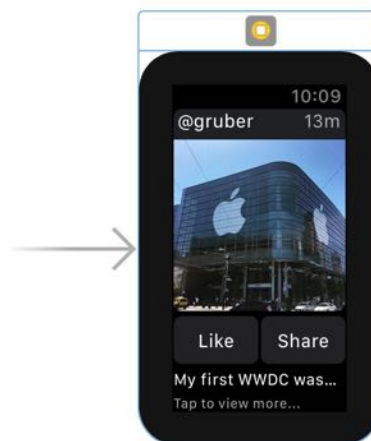 10:09
@gruber 13m
Like Share
My first WWDC was...
Tap to view more...